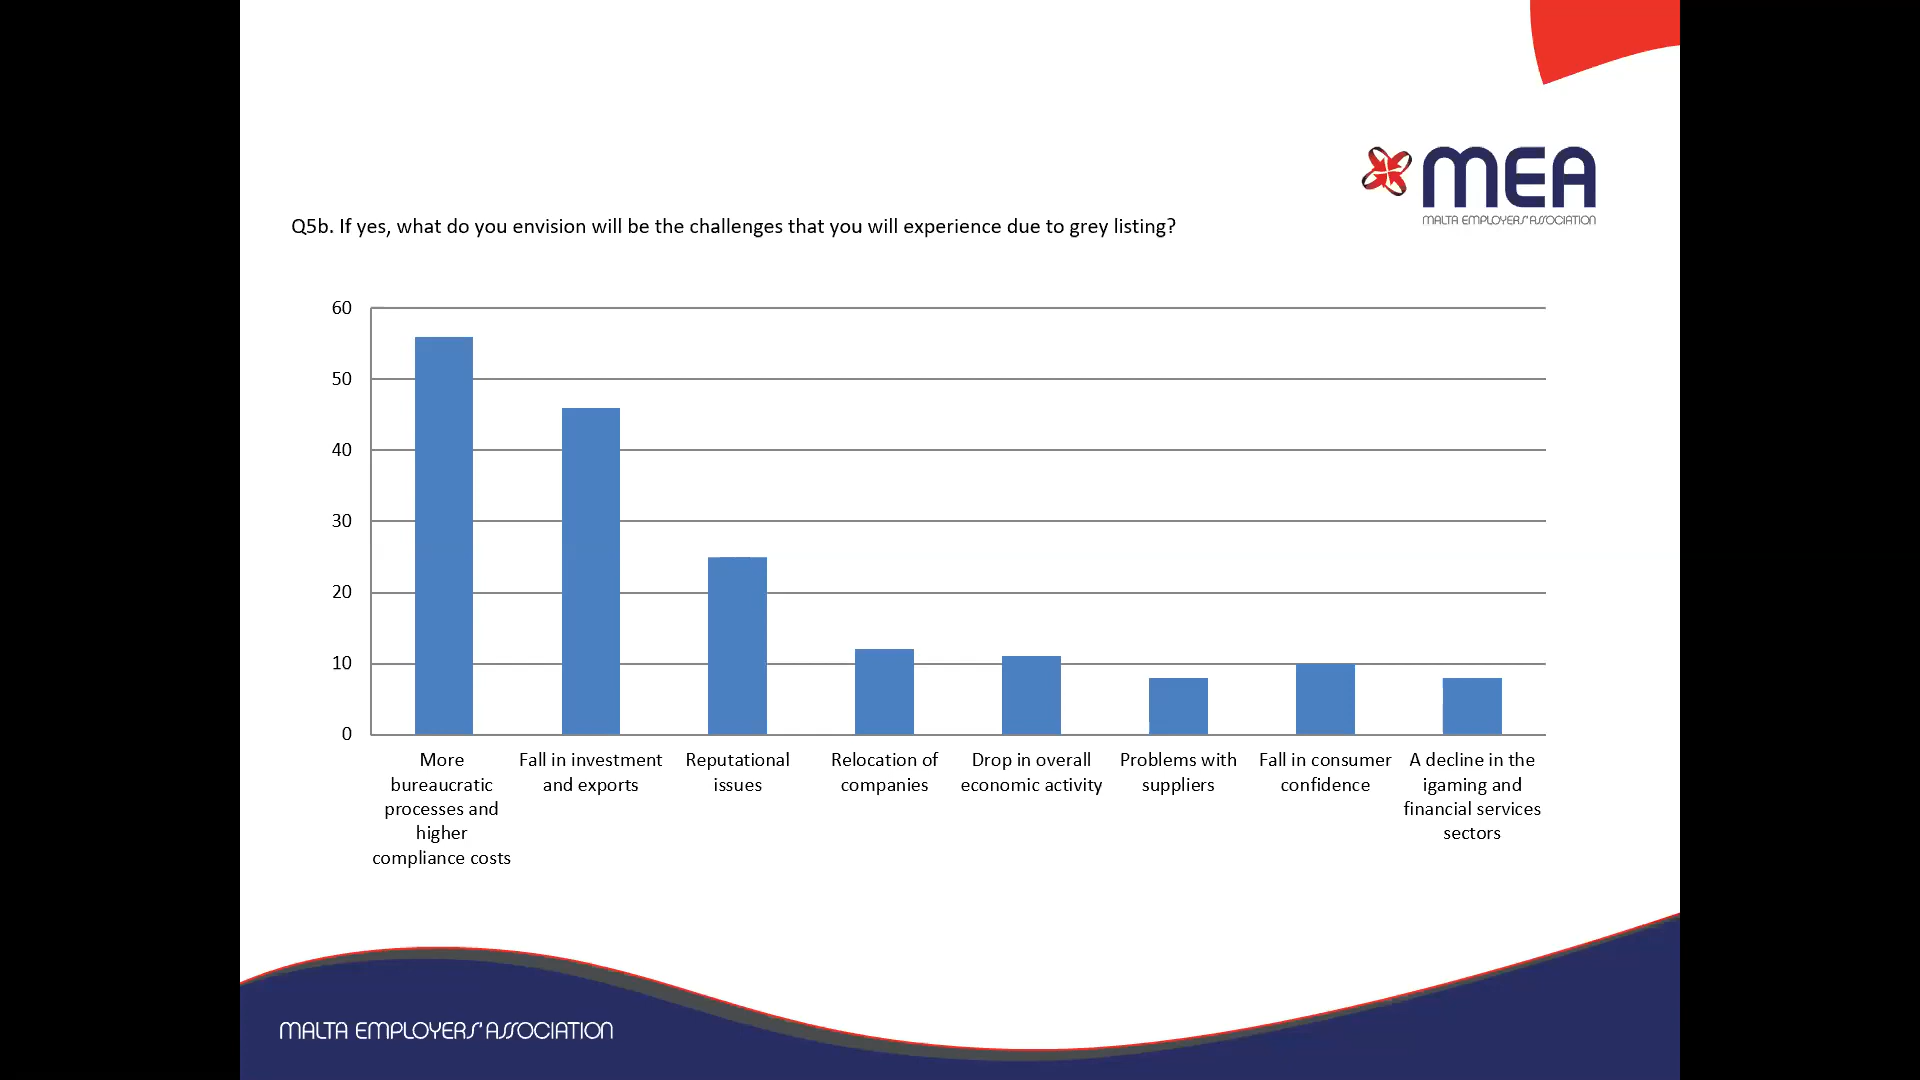 MEA
MALTA EMPLOYERS' ASSOCIATION
Q5b. If yes, what do you envision will be the challenges that you will experience due to grey listing?
60
50
40
30
20
10
0
More
bureaucratic
processes and
higher
compliance costs
Fall in investment
and exports
Reputational
issues
Relocation of
companies
Drop in overall
economic activity
Problems with
suppliers
Fall in consumer
confidence
A decline in the
igaming and
financial services
sectors
MALTA EMPLOYERS' ASSOCIATION